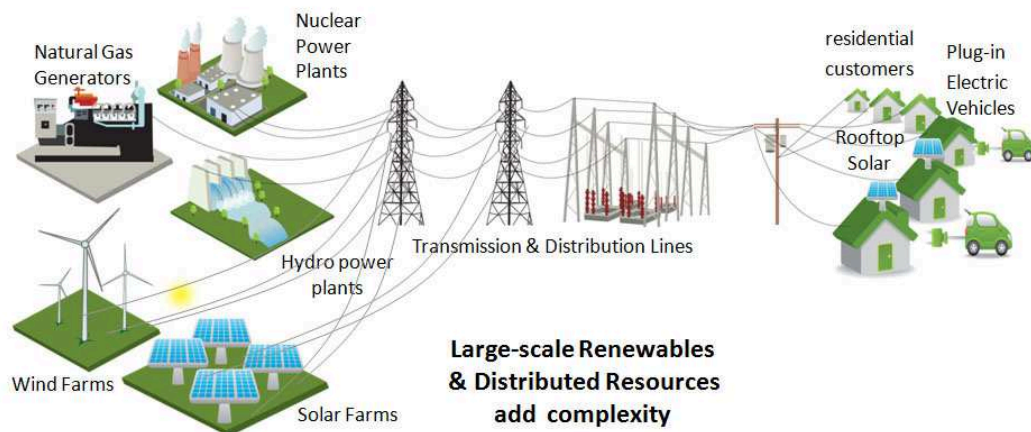 Natural Gas
Generators
Nuclear
Power
Plants
residential
customers
Plug-in
Electric
Vehicles
Rooftop
Solar
Transmission & Distribution Lines
Hydro power
plants
Wind Farms
Solar Farms
Large-scale Renewables
& Distributed Resources
add complexity